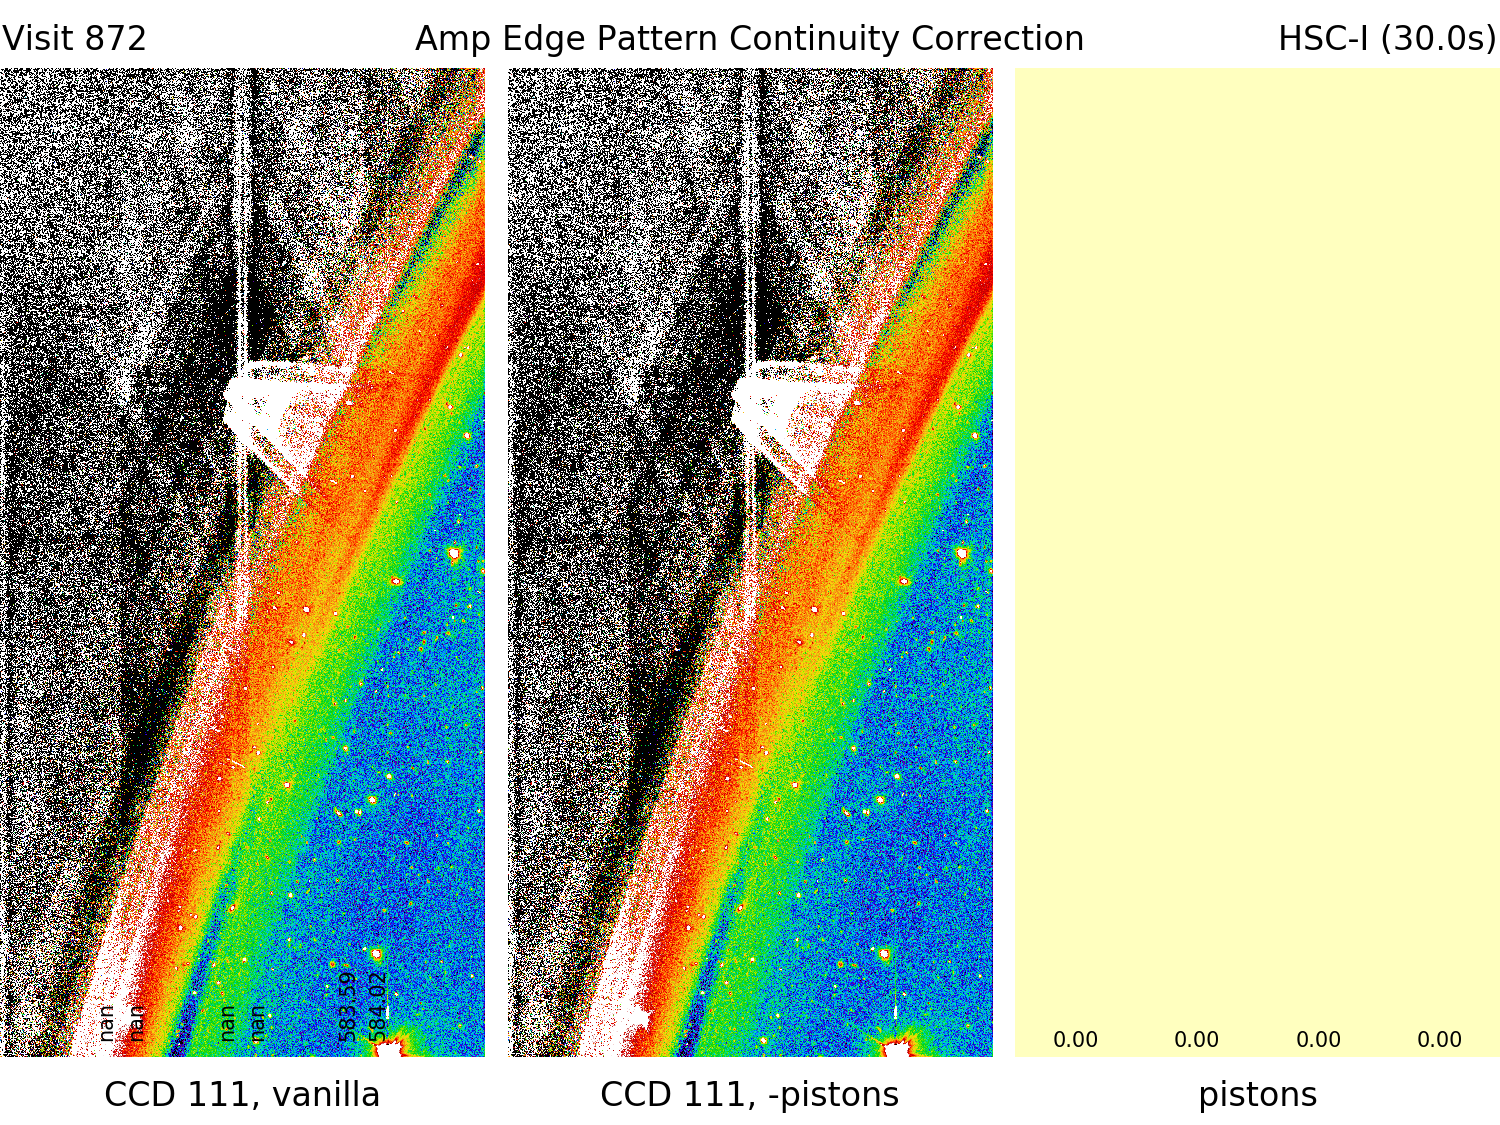 Visit 872
Amp Edge Pattern Continuity Correction
HSC-I (30.0s)
nan
nan
nan
nan
583.59
584.02
0.00
0.00
0.00
0.00
CCD 111, vanilla
CCD 111, -pistons
pistons